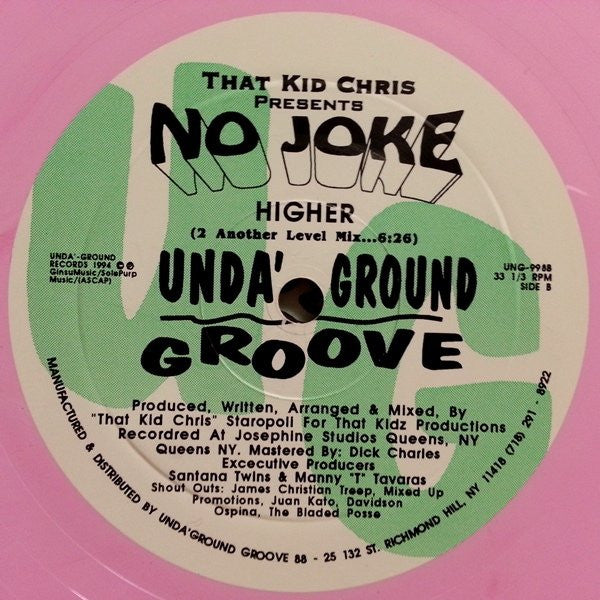 THAT KID CHRIS
PRESENTS
NO JOKE
HIGHER
(2 Another Level Mix...6:26)
UNDA'-GROUND
RECORDS 1994 © ℗
GinsuMusic/SolePurp
Music/(ASCAP)
UNG-998B
33 1/3 RPM
SIDE B
UNDA' GROUND
GROOVE
Produced, Written, Arranged & Mixed, By
"That Kid Chris" Staropoli For That Kidz Productions
Recordred At Josephine Studios Queens, NY
Queens NY. Mastered By: Dick Charles
Excecutive Producers
Santana Twins & Manny "T" Tavaras
Shout Outs: James Christian Treep, Mixed Up
Promotions, Juan Kato, Davidson
Ospina, The Bladed Posse
MANUFACTURED & DISTRIBUTED BY UNDA'GROUND GROOVE 88 - 25 132 ST. RICHMOND HILL, NY 11418 (718) 291 - 8922
UG